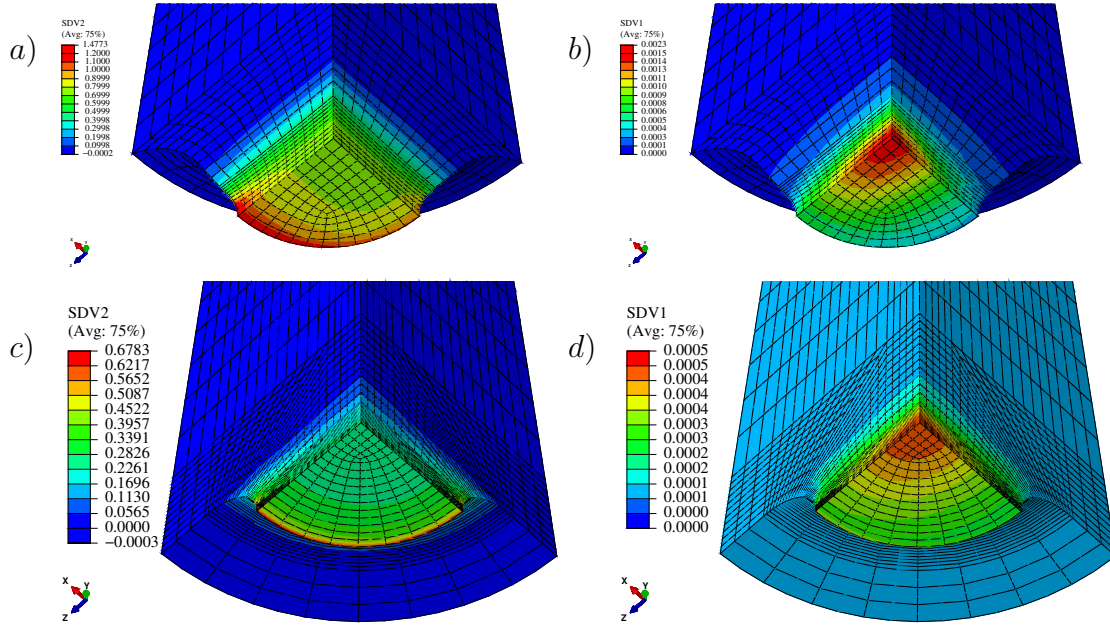 a)
SDV2
(Avg: 75%)
1.4773
1.2000
1.1000
1.0000
0.8999
0.7999
0.6999
0.5999
0.4999
0.3998
0.2998
0.1998
0.0998
−0.0002
x
Y
z
b)
SDV1
(Avg: 75%)
0.0023
0.0015
0.0014
0.0013
0.0011
0.0010
0.0009
0.0008
0.0006
0.0005
0.0004
0.0003
0.0001
0.0000
x
Y
z
c)
SDV2
(Avg: 75%)
0.6783
0.6217
0.5652
0.5087
0.4522
0.3957
0.3391
0.2826
0.2261
0.1696
0.1130
0.0565
0.0000
−0.0003
X
Y
Z
d)
SDV1
(Avg: 75%)
0.0005
0.0005
0.0004
0.0004
0.0004
0.0003
0.0003
0.0002
0.0002
0.0001
0.0001
0.0000
0.0000
X
Y
Z